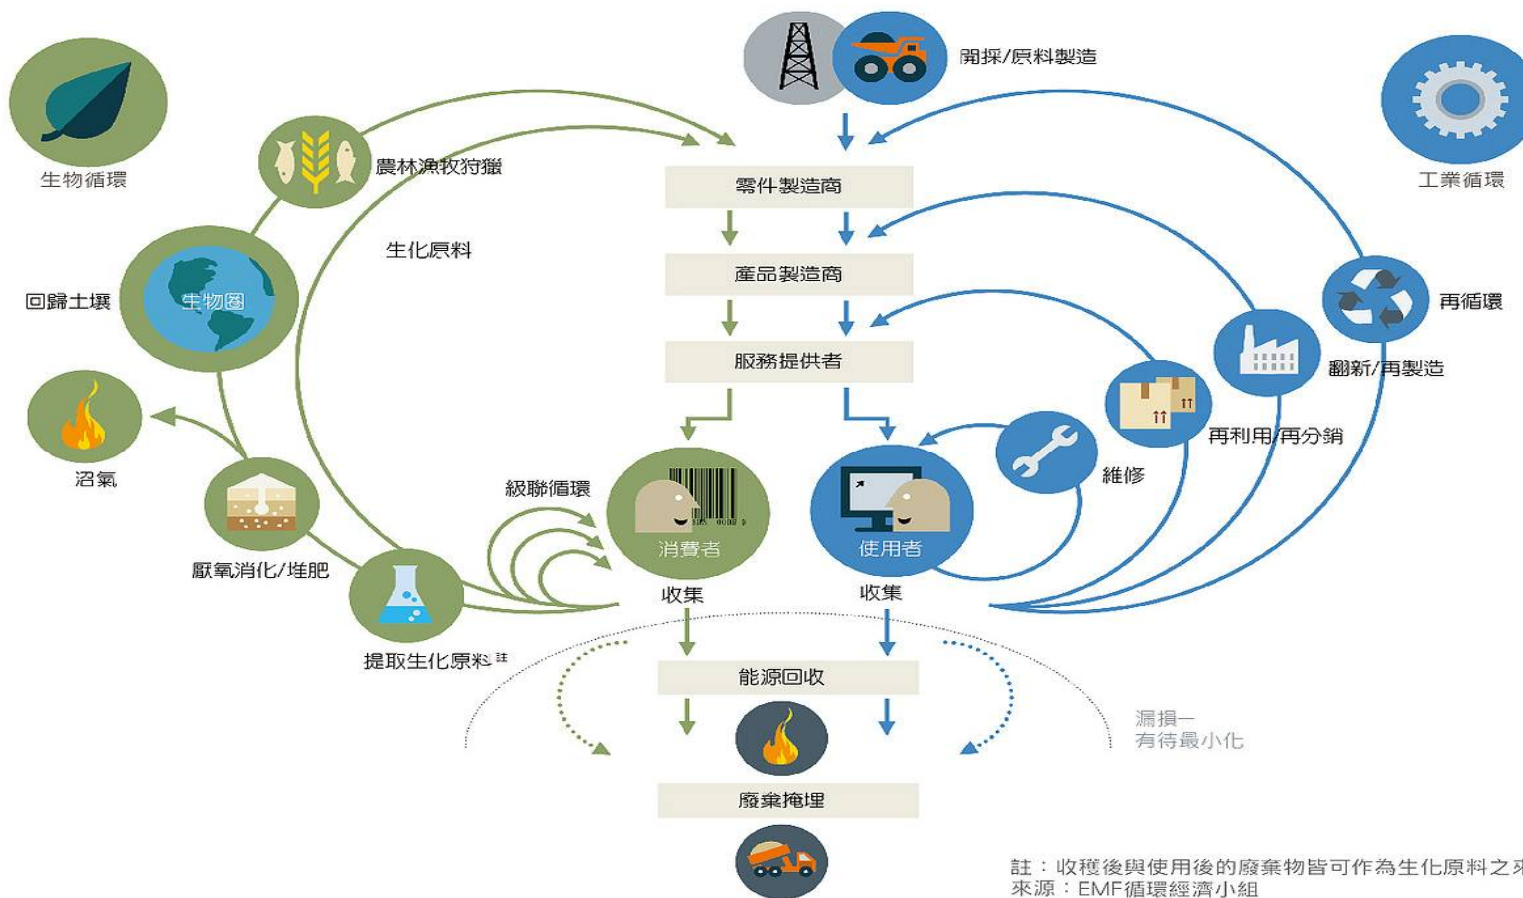 開採/原料製造
生物循環
工業循環
農林漁牧狩獵
零件製造商
生化原料
產品製造商
回歸土壤
生物圈
再循環
服務提供者
翻新/再製造
再利用/再分銷
沼氣
維修
級聯循環
消費者
使用者
厭氧消化/堆肥
收集
收集
提取生化原料註
能源回收
漏損—
有待最小化
廢棄掩埋
註：收穫後與使用後的廢棄物皆可作為生化原料之來
來源：EMF循環經濟小組